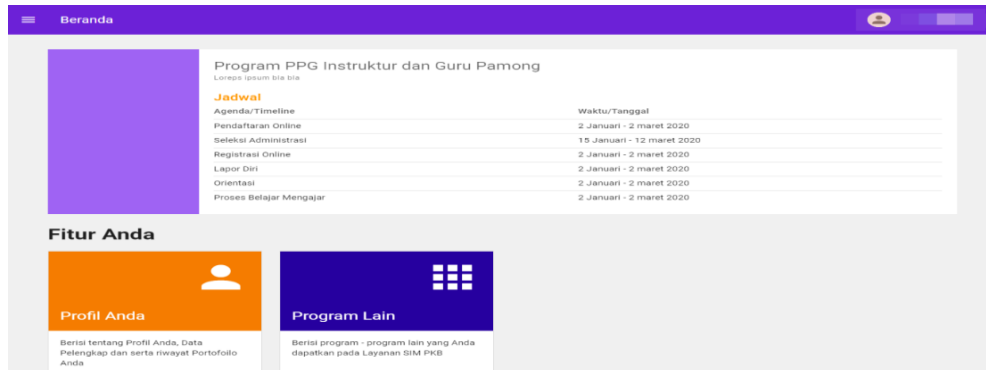 Beranda
Program PPG Instruktur dan Guru Pamong
Loreps ipsum bla bla
Jadwal
Agenda/Timeline Waktu/Tanggal
Pendaftaran Online 2 Januari - 2 maret 2020
Seleksi Administrasi 15 Januari - 12 maret 2020
Registrasi Online 2 Januari - 2 maret 2020
Lapor Diri 2 Januari - 2 maret 2020
Orientasi 2 Januari - 2 maret 2020
Proses Belajar Mengajar 2 Januari - 2 maret 2020
Fitur Anda
Profil Anda
Berisi tentang Profil Anda, Data
Pelengkap dan serta riwayat Portofoilo
Anda
Program Lain
Berisi program - program lain yang Anda
dapatkan pada Layanan SIM PKB